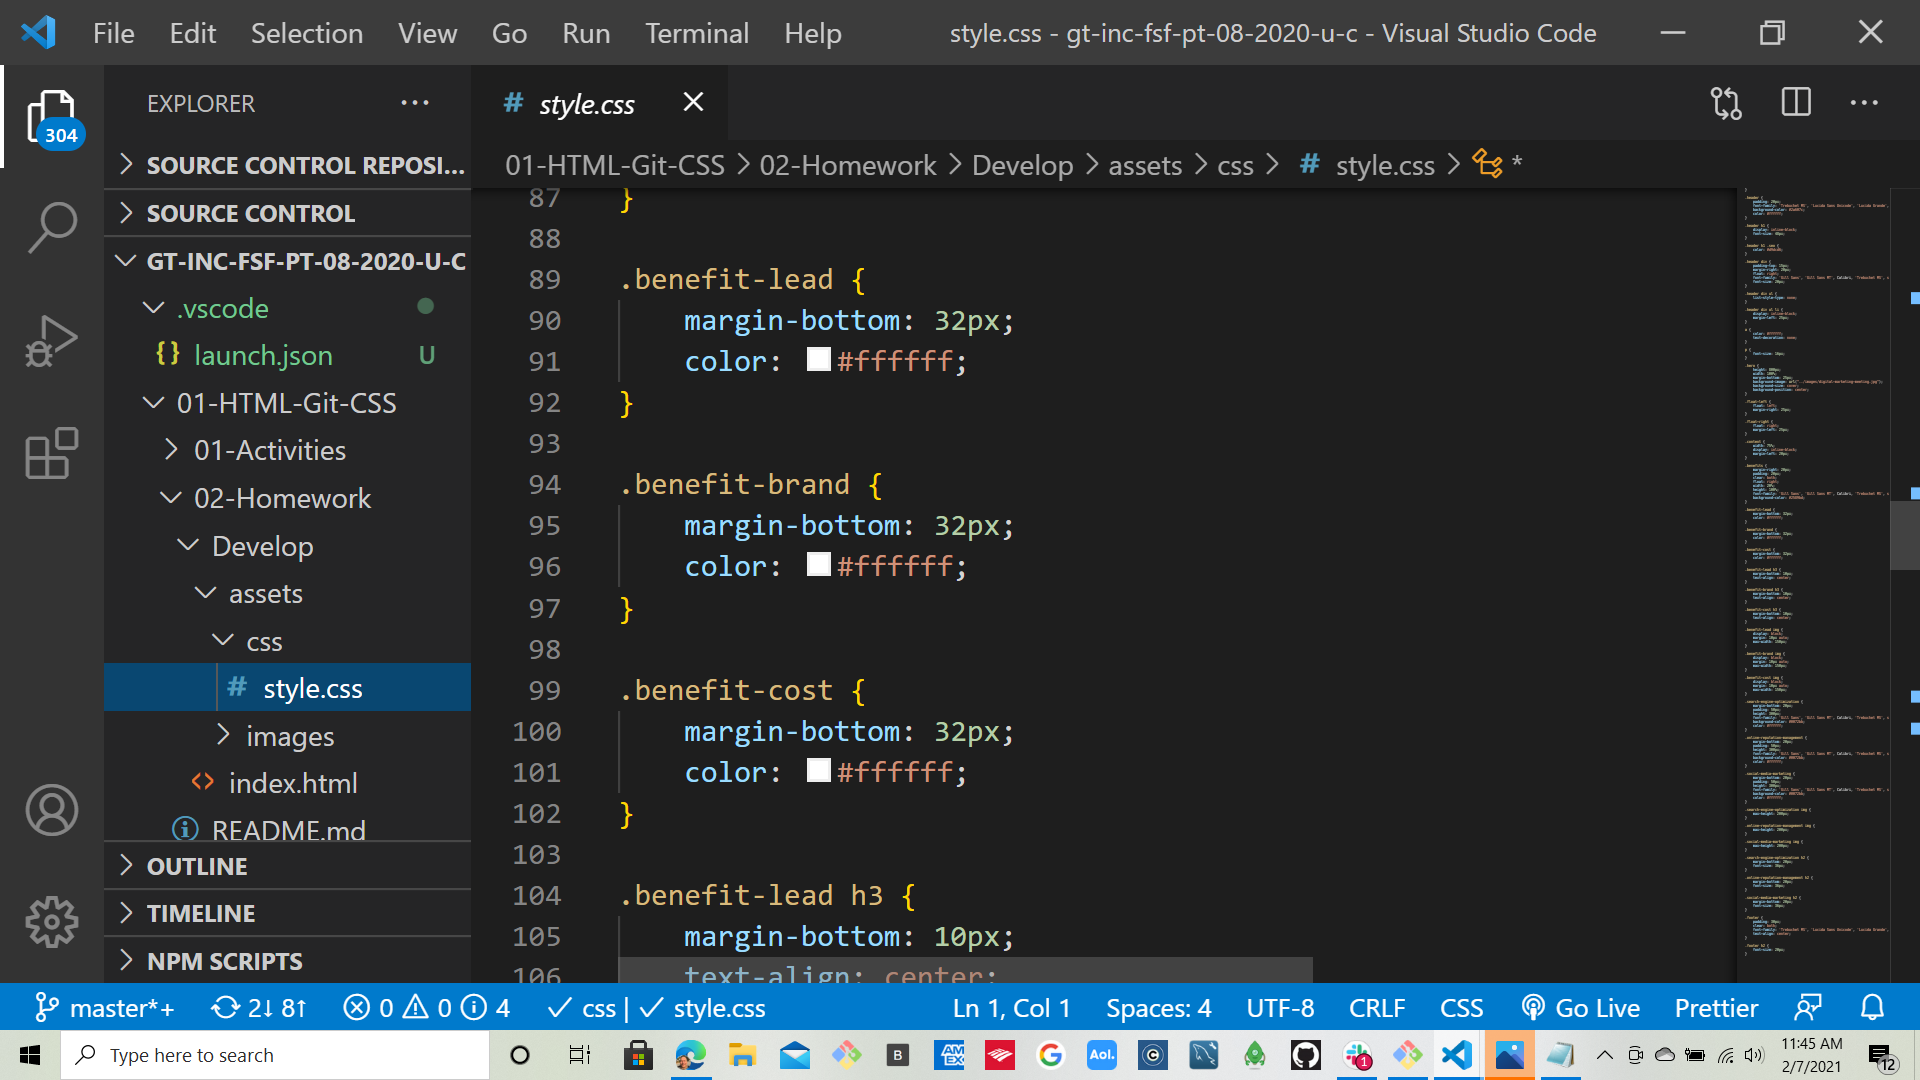 File Edit Selection View Go Run Terminal Help style.css - gt-inc-fsf-pt-08-2020-u-c - Visual Studio Code
EXPLORER ...
304
SOURCE CONTROL REPOSI...
SOURCE CONTROL
GT-INC-FSF-PT-08-2020-U-C
.vscode
{} launch.json U
01-HTML-Git-CSS
01-Activities
02-Homework
Develop
assets
css
# style.css
images
<> index.html
README.md
OUTLINE
TIMELINE
NPM SCRIPTS
# style.css
01-HTML-Git-CSS > 02-Homework > Develop > assets > css > # style.css > *
87 }
88
89 .benefit-lead {
90 margin-bottom: 32px;
91 color: #ffffff;
92 }
93
94 .benefit-brand {
95 margin-bottom: 32px;
96 color: #ffffff;
97 }
98
99 .benefit-cost {
100 margin-bottom: 32px;
101 color: #ffffff;
102 }
103
104 .benefit-lead h3 {
105 margin-bottom: 10px;
106 text-align: center;
master*+ 2↓ 8↑ 0 0 4 ✓ css | ✓ style.css Ln 1, Col 1 Spaces: 4 UTF-8 CRLF CSS Go Live Prettier
Type here to search
B
AM EX
G
Aol.
C
1
11:45 AM
2/7/2021
12